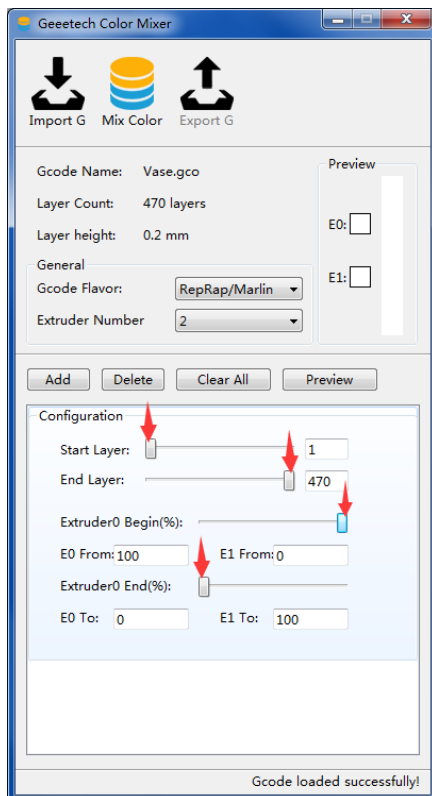 Geeetech Color Mixer
Import G Mix Color Export G
Gcode Name: Vase.gco
Layer Count: 470 layers
Layer height: 0.2 mm
Preview
E0:
E1:
General
Gcode Flavor: RepRap/Marlin
Extruder Number 2
Add Delete Clear All Preview
Configuration
Start Layer: 1
End Layer: 470
Extruder0 Begin(%):
E0 From: 100 E1 From: 0
Extruder0 End(%):
E0 To: 0 E1 To: 100
Gcode loaded successfully!